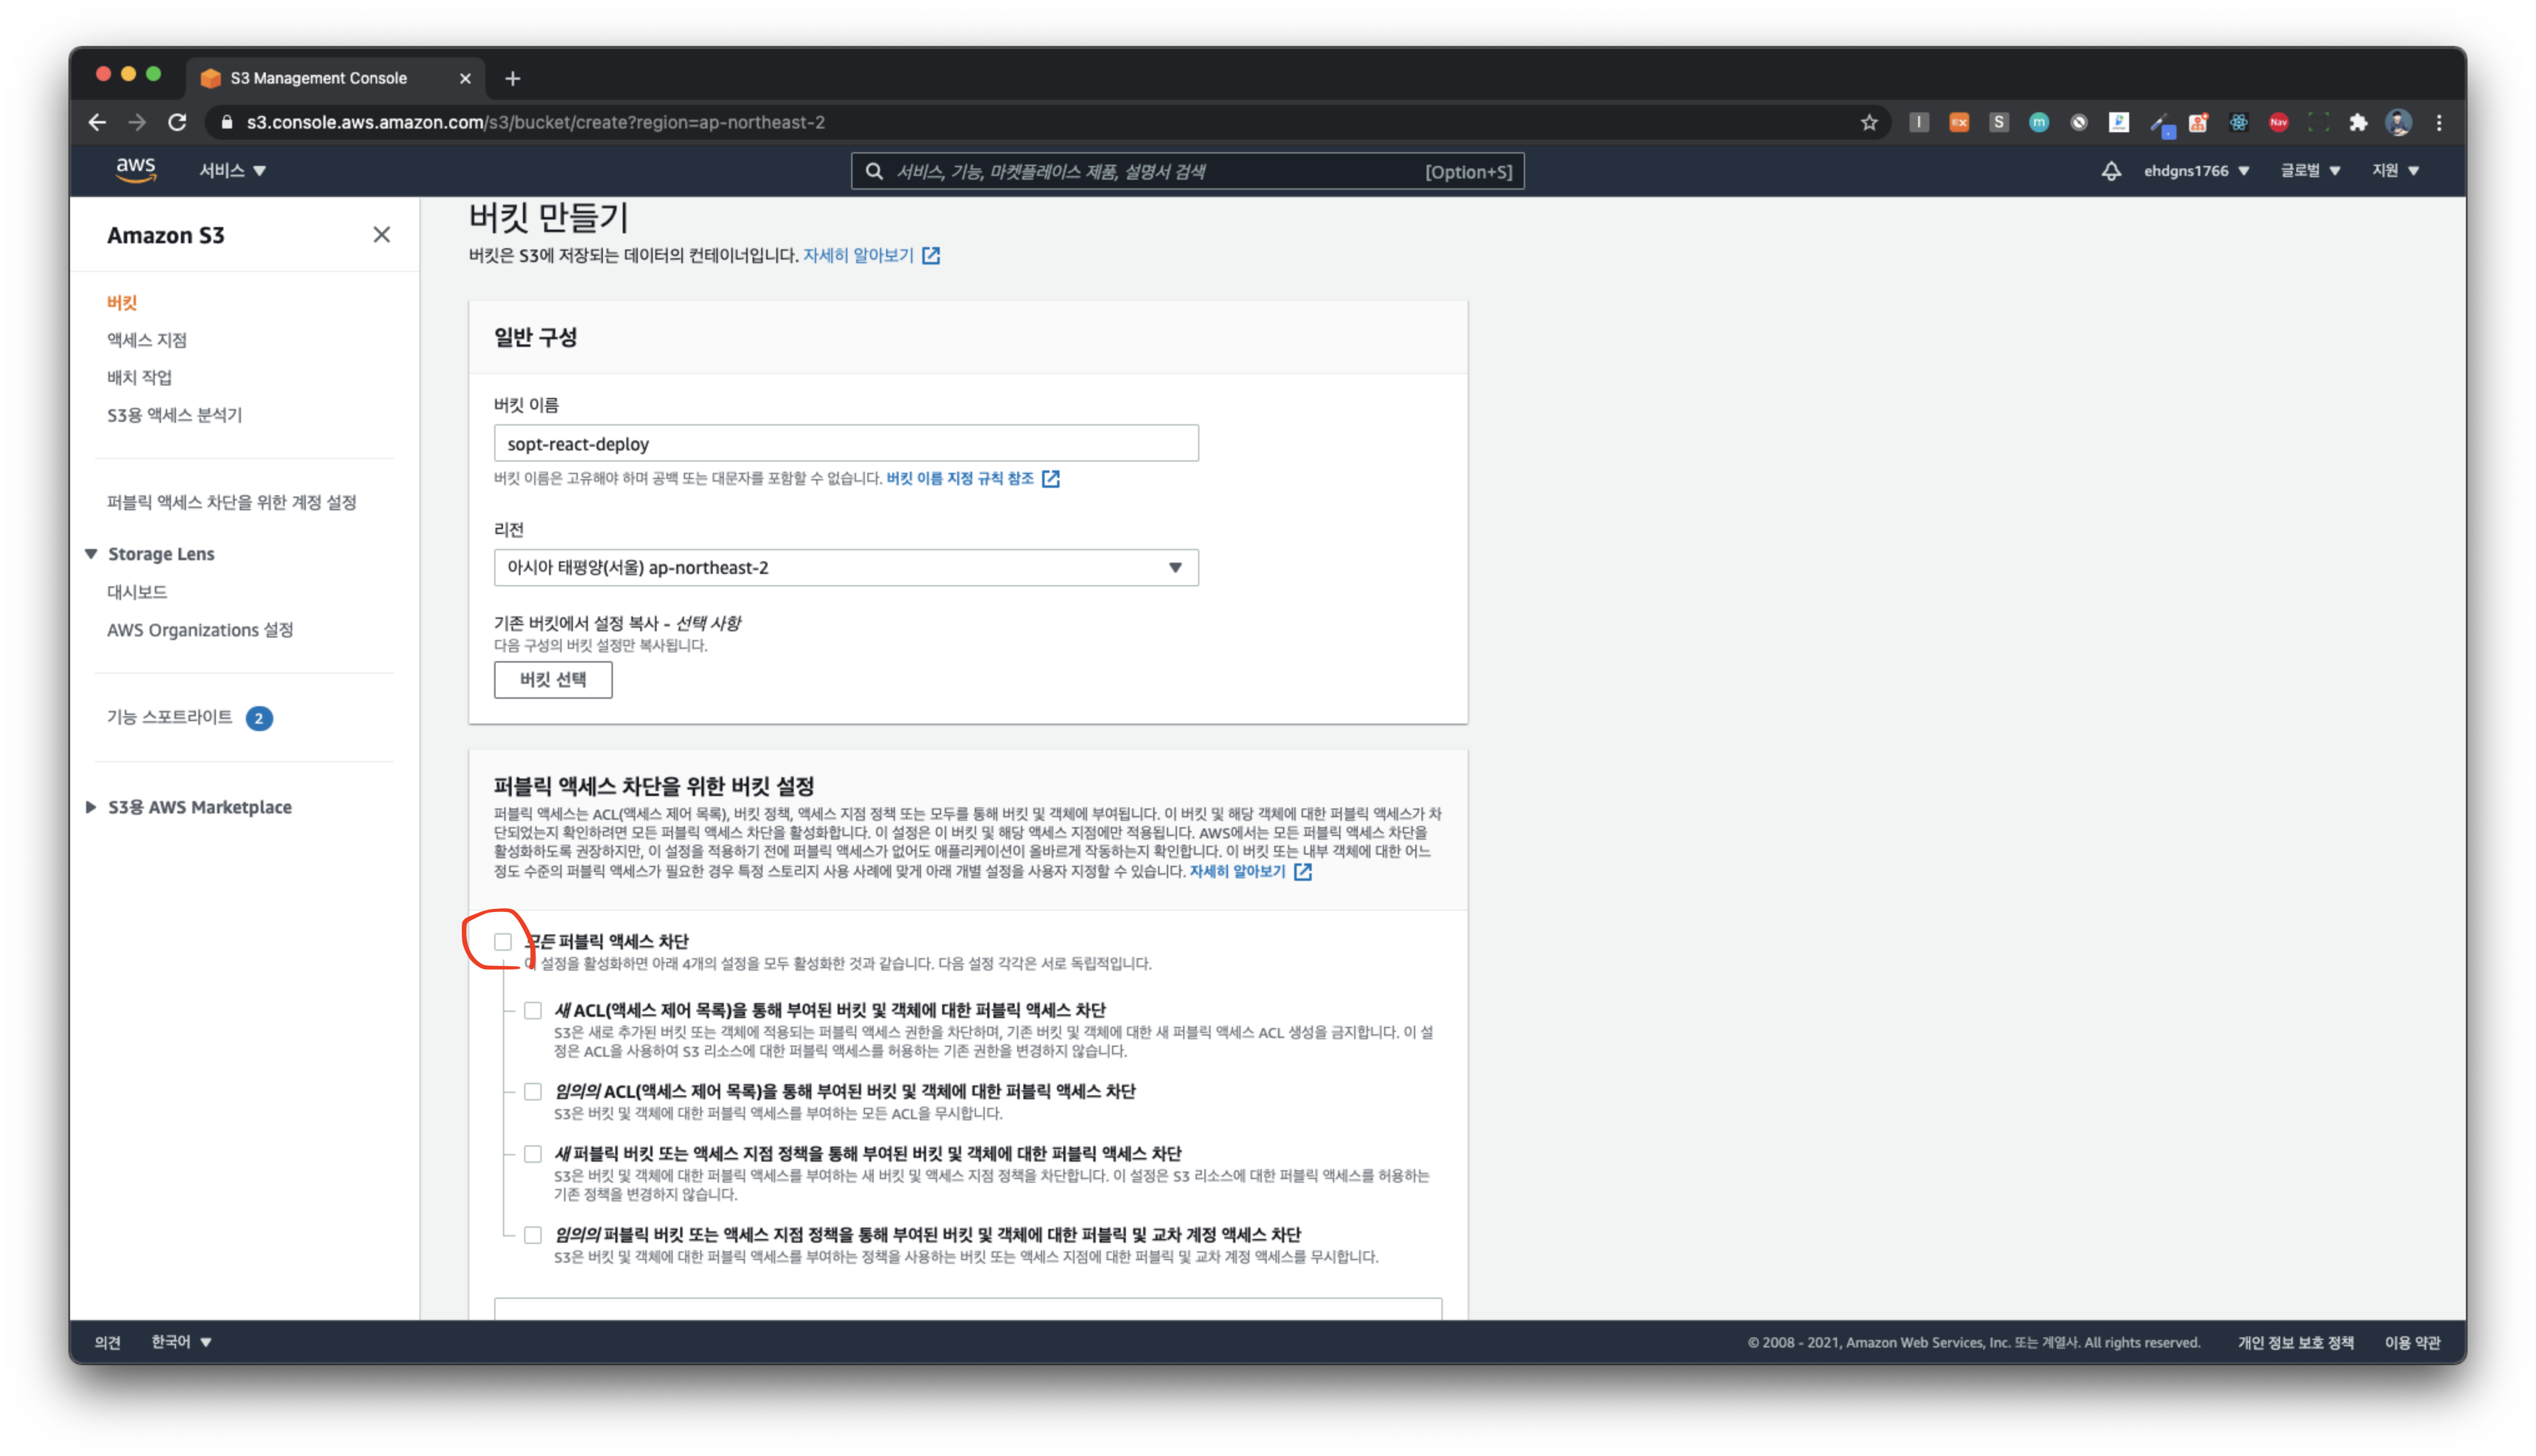 S3 Management Console
s3.console.aws.amazon.com/s3/bucket/create?region=ap-northeast-2
aws
서비스
서비스, 기능, 마켓플레이스 제품, 설명서 검색
[Option+S]
ehdgns1766
글로벌
지원
Amazon S3
버킷
액세스 지점
배치 작업
S3용 액세스 분석기
퍼블릭 액세스 차단을 위한 계정 설정
Storage Lens
대시보드
AWS Organizations 설정
기능 스포트라이트 2
S3용 AWS Marketplace
버킷 만들기
버킷은 S3에 저장되는 데이터의 컨테이너입니다. 자세히 알아보기
일반 구성
버킷 이름
sopt-react-deploy
버킷 이름은 고유해야 하며 공백 또는 대문자를 포함할 수 없습니다. 버킷 이름 지정 규칙 참조
리전
아시아 태평양(서울) ap-northeast-2
기존 버킷에서 설정 복사 - 선택 사항
다음 구성의 버킷 설정만 복사됩니다.
버킷 선택
퍼블릭 액세스 차단을 위한 버킷 설정
퍼블릭 액세스는 ACL(액세스 제어 목록), 버킷 정책, 액세스 지점 정책 또는 모두를 통해 버킷 및 객체에 부여됩니다. 이 버킷 및 해당 객체에 대한 퍼블릭 액세스가 차
단되었는지 확인하려면 모든 퍼블릭 액세스 차단을 활성화합니다. 이 설정은 이 버킷 및 해당 액세스 지점에만 적용됩니다. AWS에서는 모든 퍼블릭 액세스 차단을
활성화하도록 권장하지만, 이 설정을 적용하기 전에 퍼블릭 액세스가 없어도 애플리케이션이 올바르게 작동하는지 확인합니다. 이 버킷 또는 내부 객체에 대한 어느
정도 수준의 퍼블릭 액세스가 필요한 경우 특정 스토리지 사용 사례에 맞게 아래 개별 설정을 사용자 지정할 수 있습니다. 자세히 알아보기
모든 퍼블릭 액세스 차단
이 설정을 활성화하면 아래 4개의 설정을 모두 활성화한 것과 같습니다. 다음 설정 각각은 서로 독립적입니다.
새 ACL(액세스 제어 목록)을 통해 부여된 버킷 및 객체에 대한 퍼블릭 액세스 차단
S3은 새로 추가된 버킷 또는 객체에 적용되는 퍼블릭 액세스 권한을 차단하며, 기존 버킷 및 객체에 대한 새 퍼블릭 액세스 ACL 생성을 금지합니다. 이 설
정은 ACL을 사용하여 S3 리소스에 대한 퍼블릭 액세스를 허용하는 기존 권한을 변경하지 않습니다.
임의의 ACL(액세스 제어 목록)을 통해 부여된 버킷 및 객체에 대한 퍼블릭 액세스 차단
S3은 버킷 및 객체에 대한 퍼블릭 액세스를 부여하는 모든 ACL을 무시합니다.
새 퍼블릭 버킷 또는 액세스 지점 정책을 통해 부여된 버킷 및 객체에 대한 퍼블릭 액세스 차단
S3은 버킷 및 객체에 대한 퍼블릭 액세스를 부여하는 새 버킷 및 액세스 지점 정책을 차단합니다. 이 설정은 S3 리소스에 대한 퍼블릭 액세스를 허용하는
기존 정책을 변경하지 않습니다.
임의의 퍼블릭 버킷 또는 액세스 지점 정책을 통해 부여된 버킷 및 객체에 대한 퍼블릭 및 교차 계정 액세스 차단
S3은 버킷 및 객체에 대한 퍼블릭 액세스를 부여하는 정책을 사용하는 버킷 또는 액세스 지점에 대한 퍼블릭 및 교차 계정 액세스를 무시합니다.
의견
한국어
© 2008 - 2021, Amazon Web Services, Inc. 또는 계열사. All rights reserved.
개인 정보 보호 정책
이용 약관